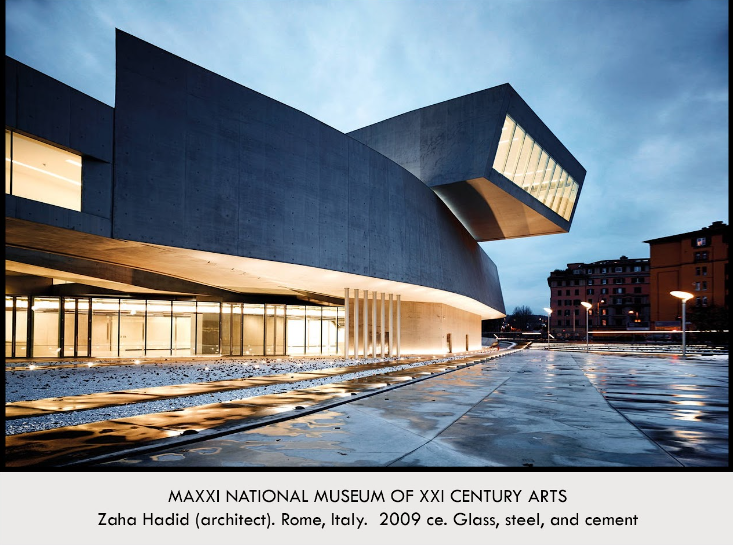 MAXXI NATIONAL MUSEUM OF XXI CENTURY ARTS
Zaha Hadid (architect). Rome, Italy.  2009 ce. Glass, steel, and cement